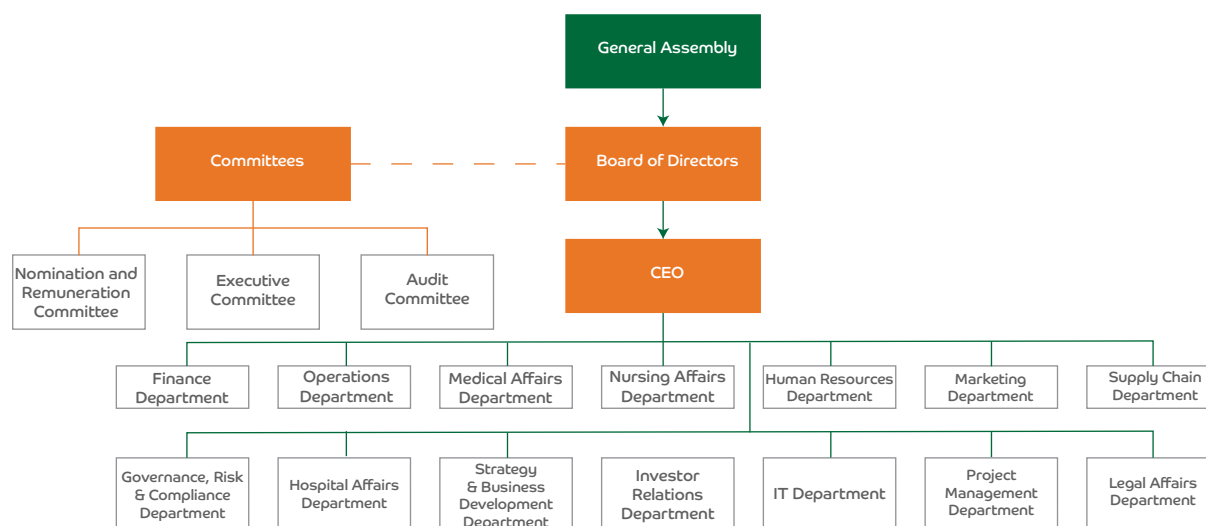 General Assembly
Committees
Board of Directors
CEO
Nomination and
Remuneration
Committee
Executive
Committee
Audit
Committee
Finance
Department
Operations
Department
Medical Affairs
Department
Nursing Affairs
Department
Human Resources
Department
Marketing
Department
Supply Chain
Department
Governance, Risk
& Compliance
Department
Hospital Affairs
Department
Strategy
& Business
Development
Department
Investor
Relations
Department
IT Department
Project
Management
Department
Legal Affairs
Department